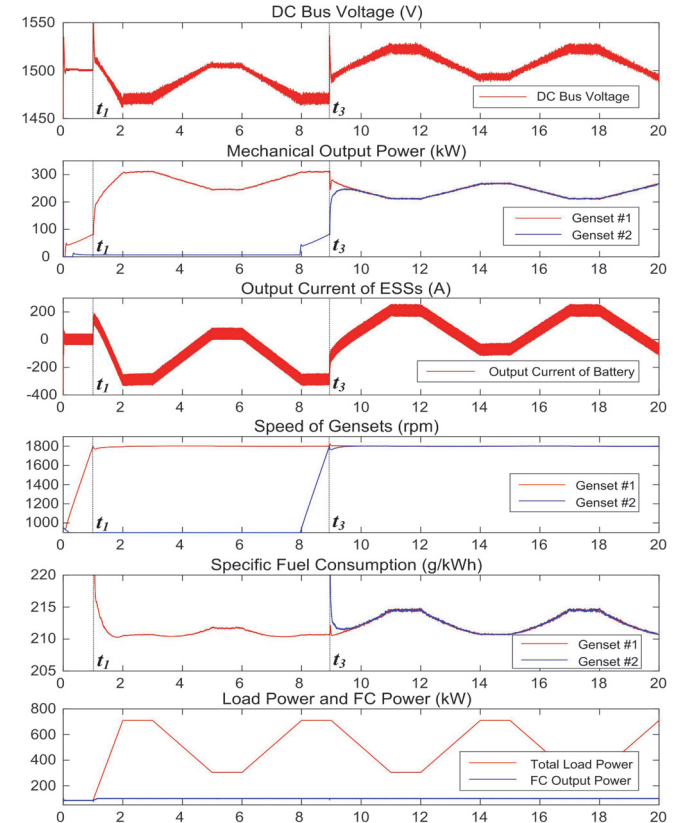 DC Bus Voltage (V)
1550
1500
1450
t1
t3
DC Bus Voltage
0 2 4 6 8 10 12 14 16 18 20
Mechanical Output Power (kW)
300
200
100
0
t1
t3
Genset #1
Genset #2
0 2 4 6 8 10 12 14 16 18 20
Output Current of ESSs (A)
200
0
-200
-400
t1
t3
Output Current of Battery
0 2 4 6 8 10 12 14 16 18 20
Speed of Gensets (rpm)
1800
1600
1400
1200
1000
t1
t3
Genset #1
Genset #2
0 2 4 6 8 10 12 14 16 18 20
Specific Fuel Consumption (g/kWh)
220
215
210
205
t1
t3
Genset #1
Genset #2
0 2 4 6 8 10 12 14 16 18 20
Load Power and FC Power (kW)
800
600
400
200
Total Load Power
FC Output Power
0 2 4 6 8 10 12 14 16 18 20